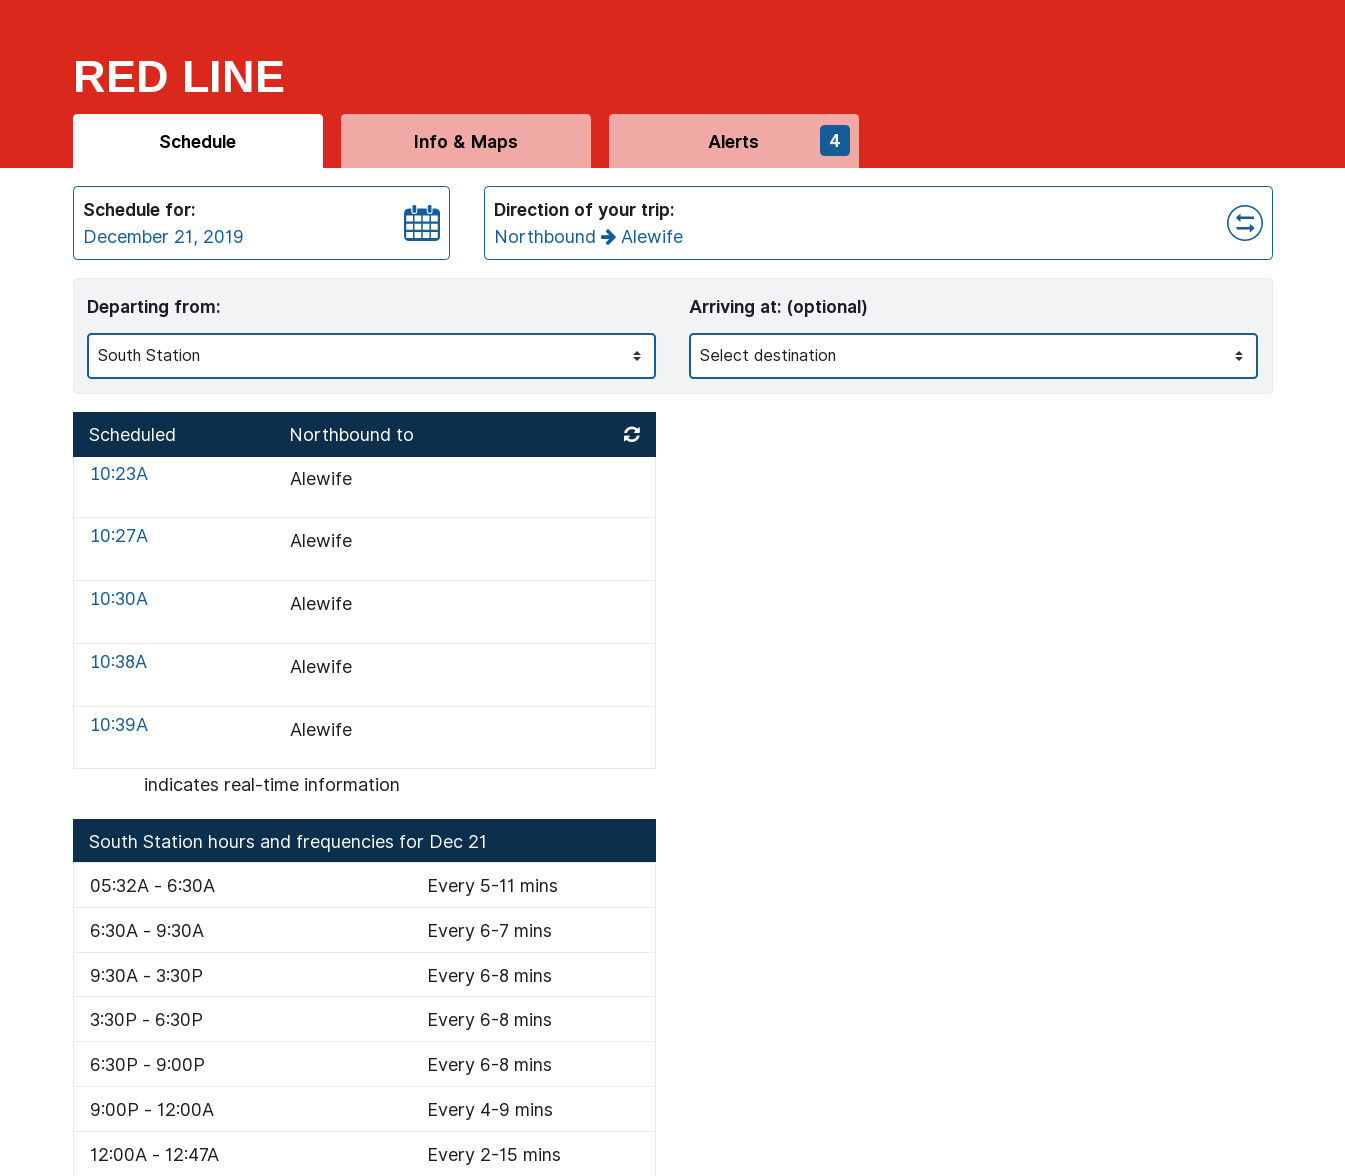 RED LINE
Schedule
Info & Maps
Alerts
4
Schedule for:
December 21, 2019
Direction of your trip:
Northbound Alewife
Departing from:
Arriving at: (optional)
South Station
Select destination
Scheduled Northbound to
10:23A Alewife
10:27A Alewife
10:30A Alewife
10:38A Alewife
10:39A Alewife
indicates real-time information
South Station hours and frequencies for Dec 21
05:32A - 6:30A Every 5-11 mins
6:30A - 9:30A Every 6-7 mins
9:30A - 3:30P Every 6-8 mins
3:30P - 6:30P Every 6-8 mins
6:30P - 9:00P Every 6-8 mins
9:00P - 12:00A Every 4-9 mins
12:00A - 12:47A Every 2-15 mins